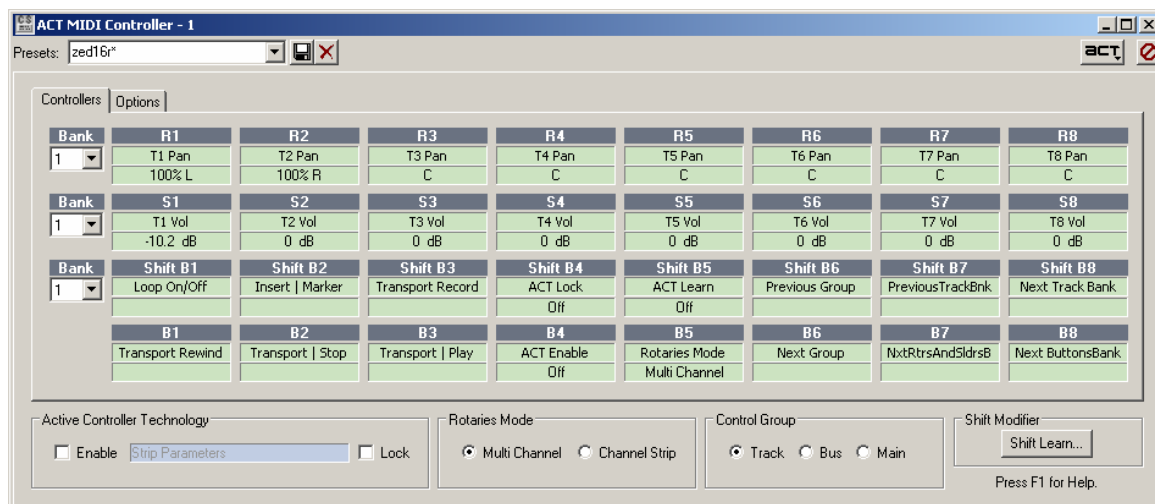 ACT MIDI Controller - 1
Presets: zed16r* act
Controllers Options
Bank R1 R2 R3 R4 R5 R6 R7 R8
1 T1 Pan T2 Pan T3 Pan T4 Pan T5 Pan T6 Pan T7 Pan T8 Pan
100% L 100% R C C C C C C
Bank S1 S2 S3 S4 S5 S6 S7 S8
1 T1 Vol T2 Vol T3 Vol T4 Vol T5 Vol T6 Vol T7 Vol T8 Vol
-10.2 dB 0 dB 0 dB 0 dB 0 dB 0 dB 0 dB 0 dB
Bank Shift B1 Shift B2 Shift B3 Shift B4 Shift B5 Shift B6 Shift B7 Shift B8
1 Loop On/Off Insert | Marker Transport Record ACT Lock ACT Learn Previous Group PreviousTrackBnk Next Track Bank
Off Off
B1 B2 B3 B4 B5 B6 B7 B8
Transport Rewind Transport | Stop Transport | Play ACT Enable Rotaries Mode Next Group NxtRtrsAndSldrsB Next ButtonsBank
Off Multi Channel
Active Controller Technology Rotaries Mode Control Group Shift Modifier
Enable Strip Parameters Lock Multi Channel Channel Strip Track Bus Main Shift Learn...
Press F1 for Help.